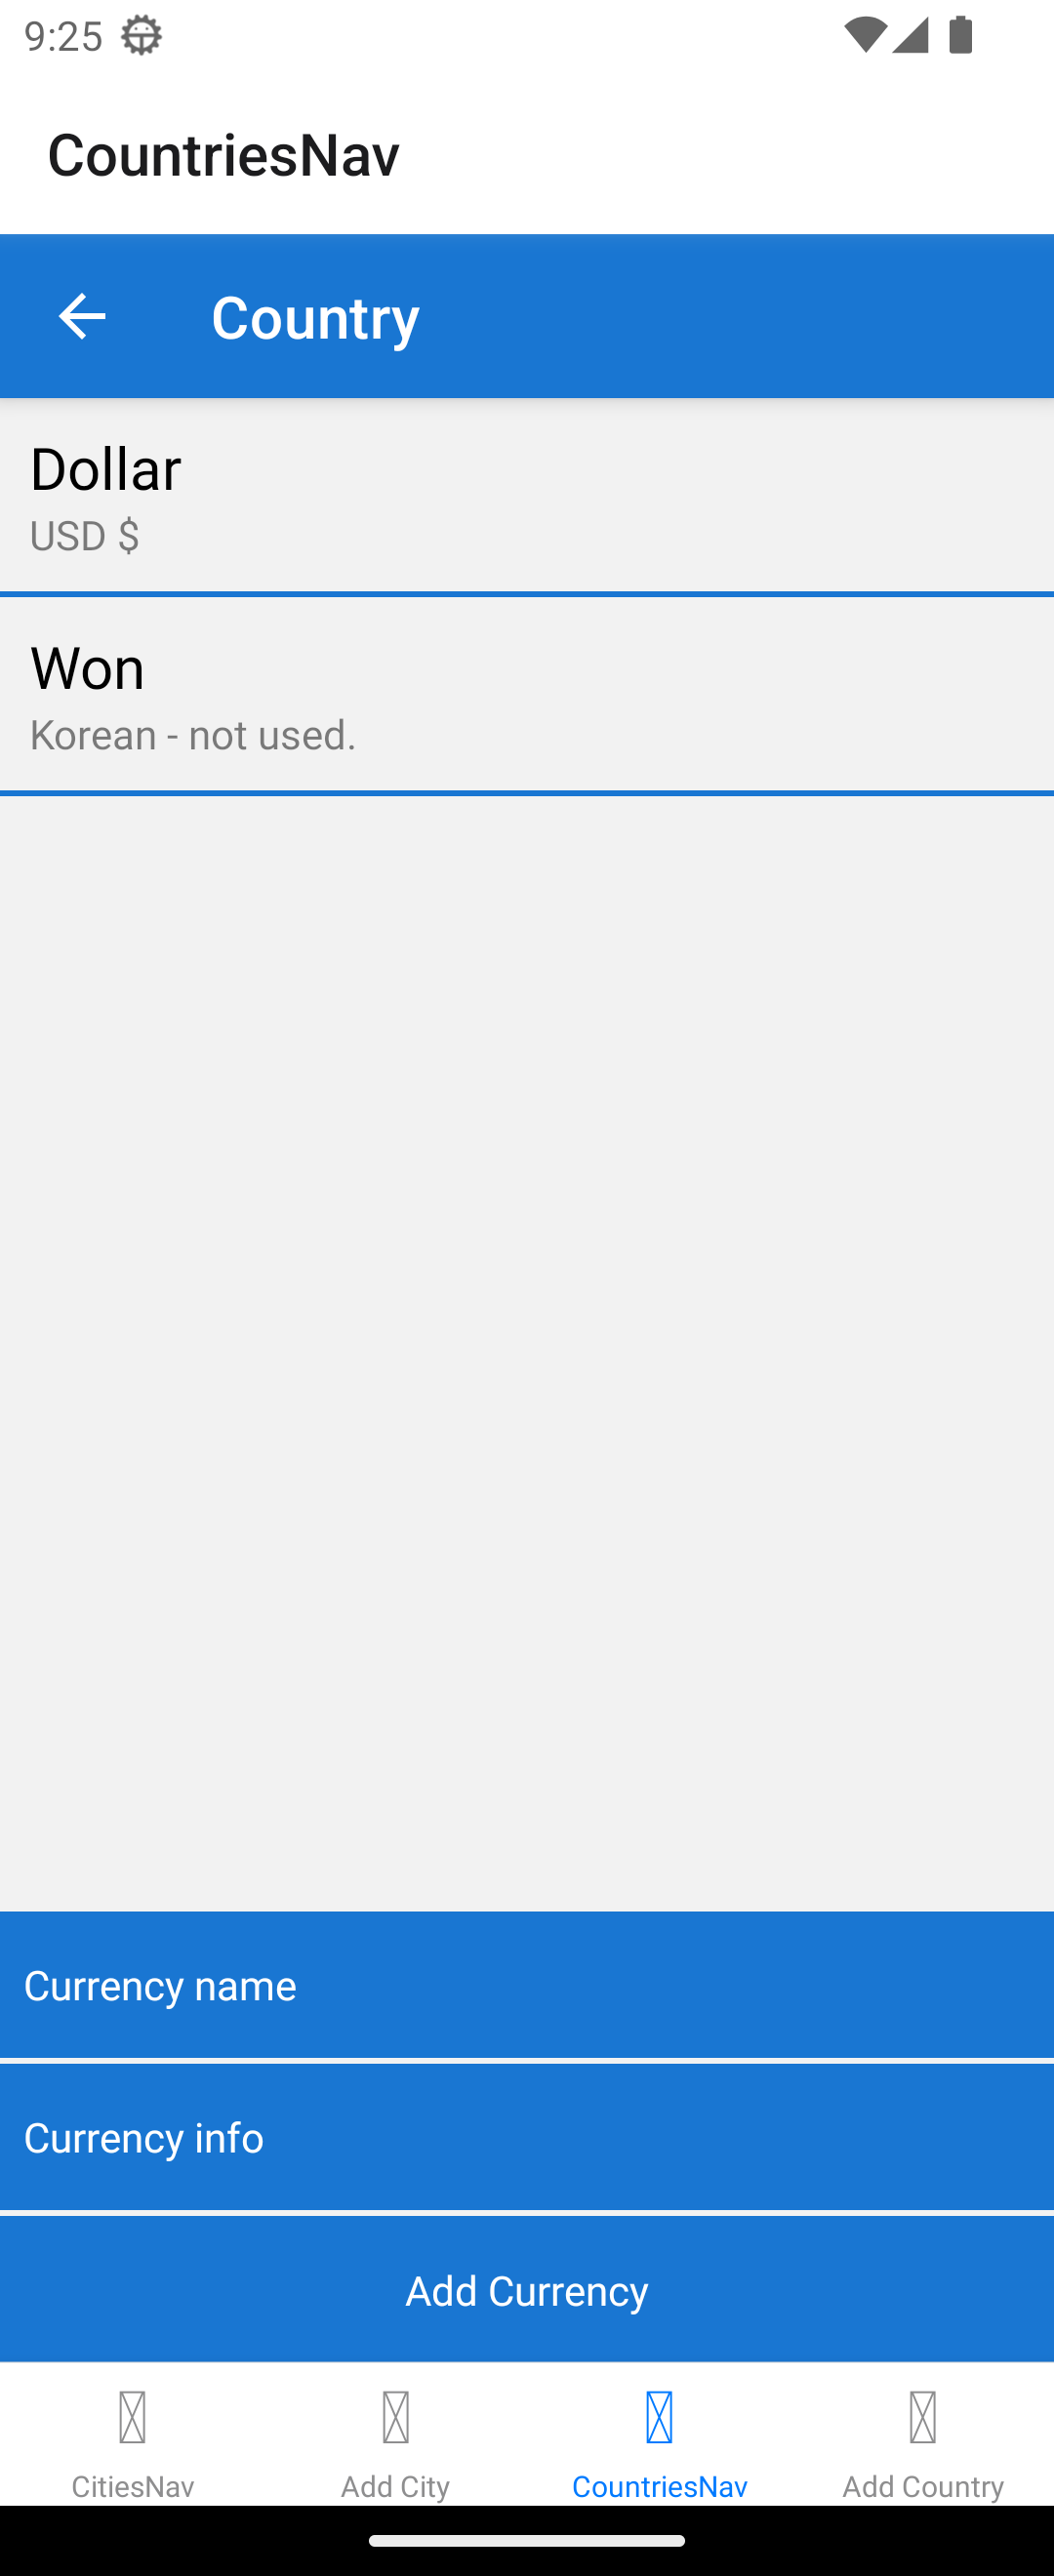 9:25
CountriesNav
Country
Dollar
USD $
Won
Korean - not used.
Currency name
Currency info
Add Currency
CitiesNav
Add City
CountriesNav
Add Country